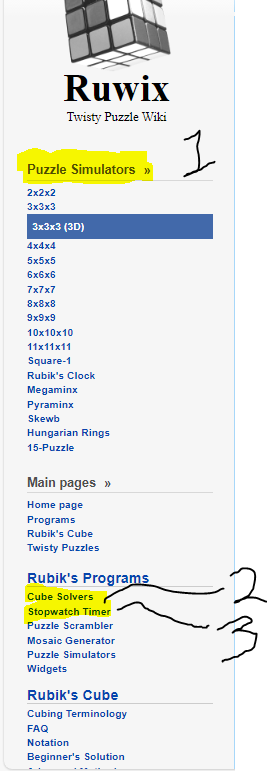 Ruwix
Twisty Puzzle Wiki
1
Puzzle Simulators »
2x2x2
3x3x3
3x3x3 (3D)
4x4x4
5x5x5
6x6x6
7x7x7
8x8x8
9x9x9
10x10x10
11x11x11
Square-1
Rubik's Clock
Megaminx
Pyraminx
Skewb
Hungarian Rings
15-Puzzle
Main pages »
Home page
Programs
Rubik's Cube
Twisty Puzzles
Rubik's Programs
Cube Solvers 2
Stopwatch Timer 3
Puzzle Scrambler
Mosaic Generator
Puzzle Simulators
Widgets
Rubik's Cube
Cubing Terminology
FAQ
Notation
Beginner's Solution